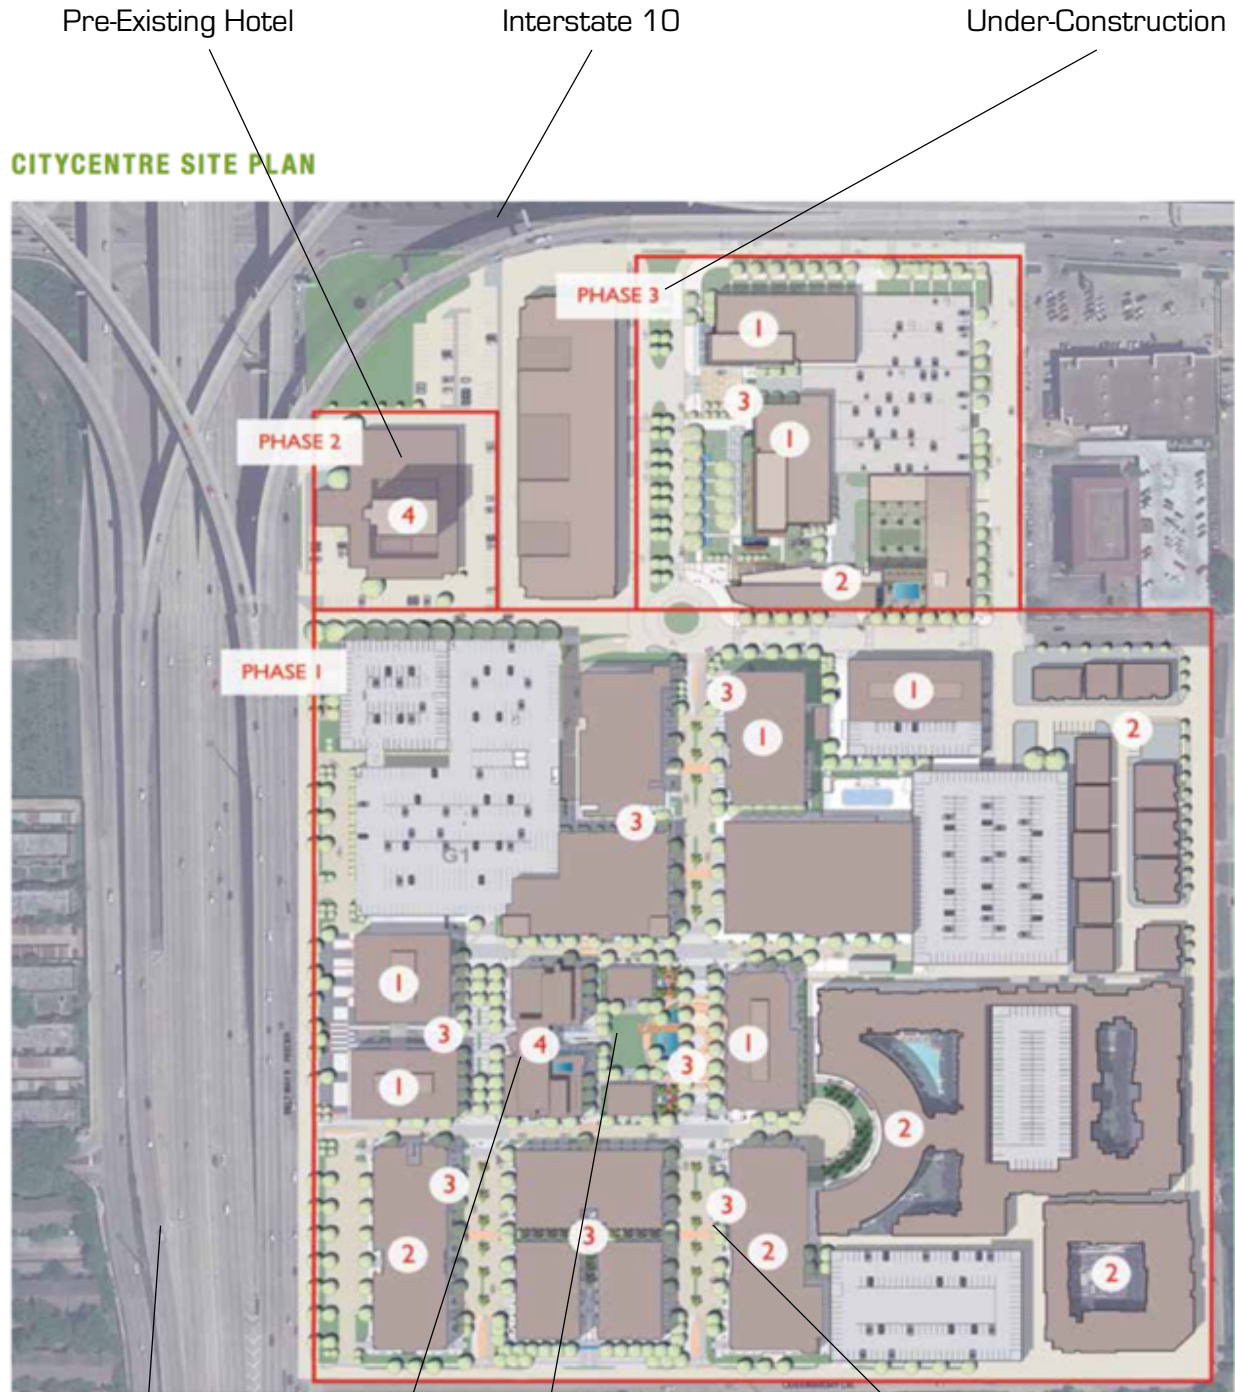 Pre-Existing Hotel
Interstate 10
Under-Construction
CITYCENTRE SITE PLAN
PHASE 3
1
3
1
PHASE 2
4
2
PHASE 1
3
1
1
2
3
G1
1
3
4
1
3
1
2
3
3
2
3
2
2